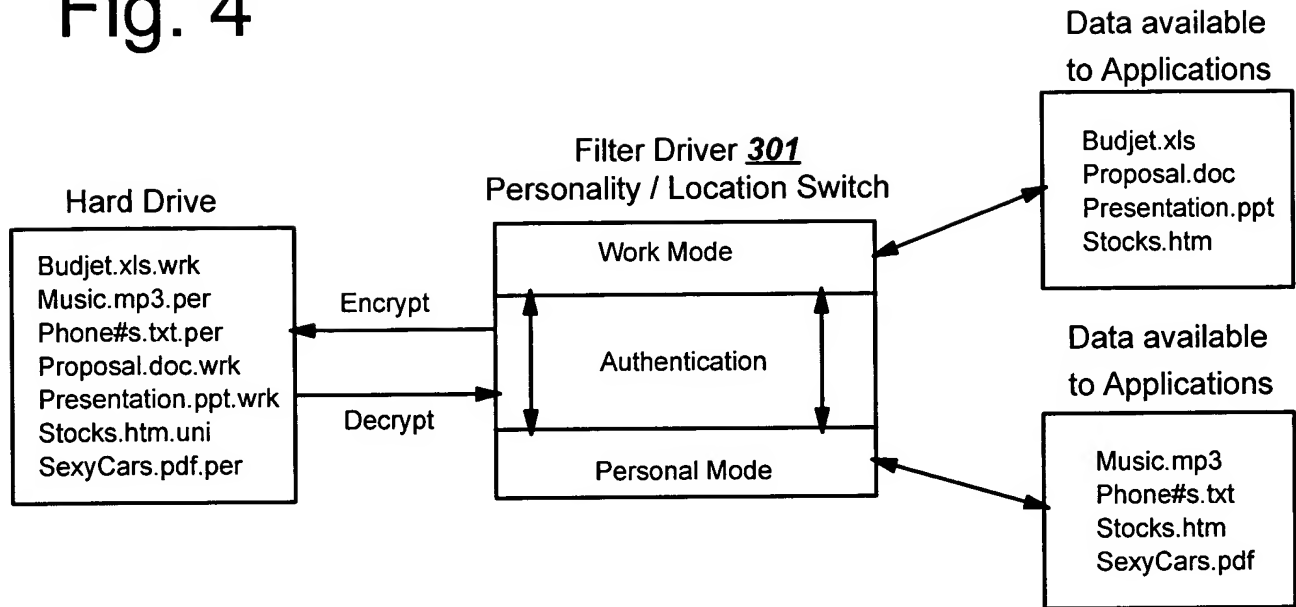 Fig. 4
Hard Drive
Budjet.xls.wrk
Music.mp3.per
Phone#s.txt.per
Proposal.doc.wrk
Presentation.ppt.wrk
Stocks.htm.uni
SexyCars.pdf.per
Encrypt
Decrypt
Filter Driver 301
Personality / Location Switch
Work Mode
Authentication
Personal Mode
Data available
to Applications
Budjet.xls
Proposal.doc
Presentation.ppt
Stocks.htm
Data available
to Applications
Music.mp3
Phone#s.txt
Stocks.htm
SexyCars.pdf